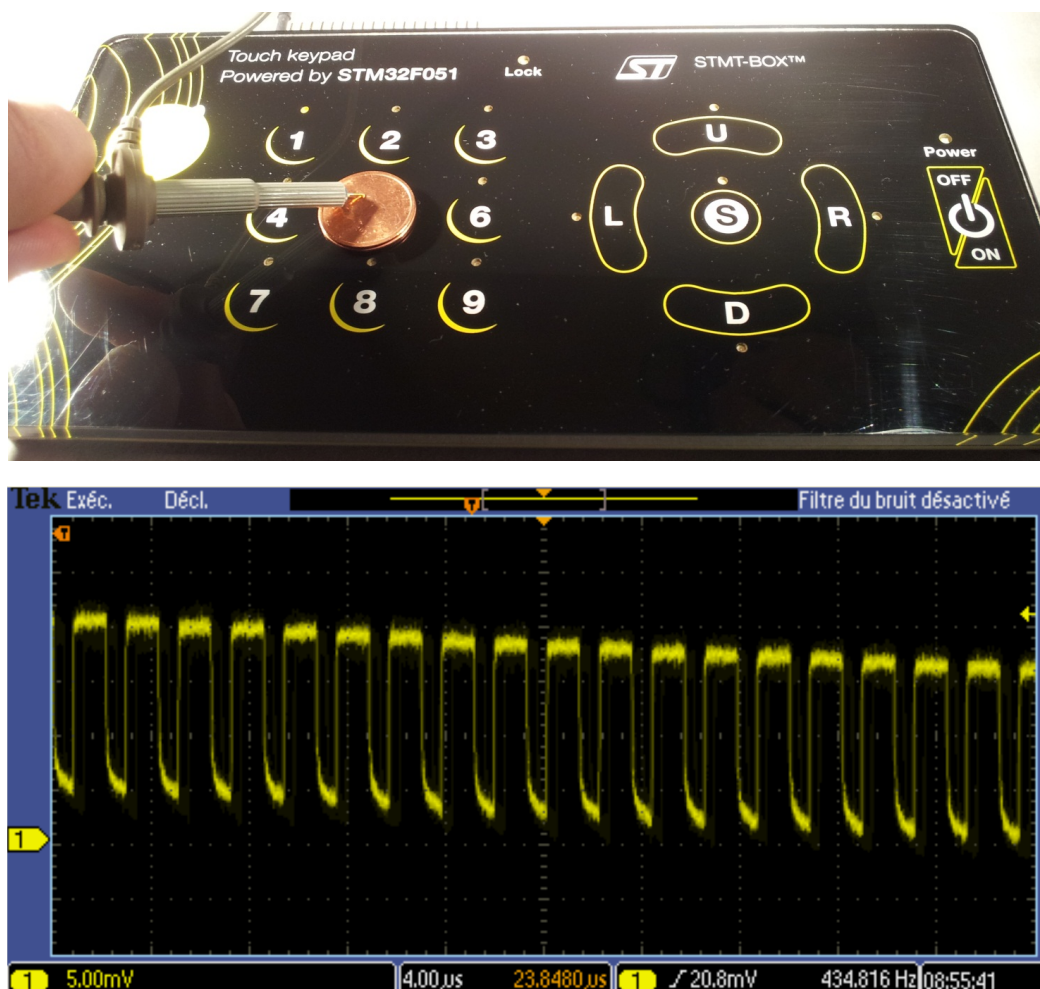 Touch keypad
Powered by STM32F051
Lock
ST
STMT-BOX™
1 2 3
4 6
7 8 9
U
L S R
D
Power
OFF
ON
Tek Exéc. Décl. Filtre du bruit désactivé
T
T
1
1 5.00mV 4.00µs 23.8480µs 1 20.8mV 434.816 Hz 08:55:41